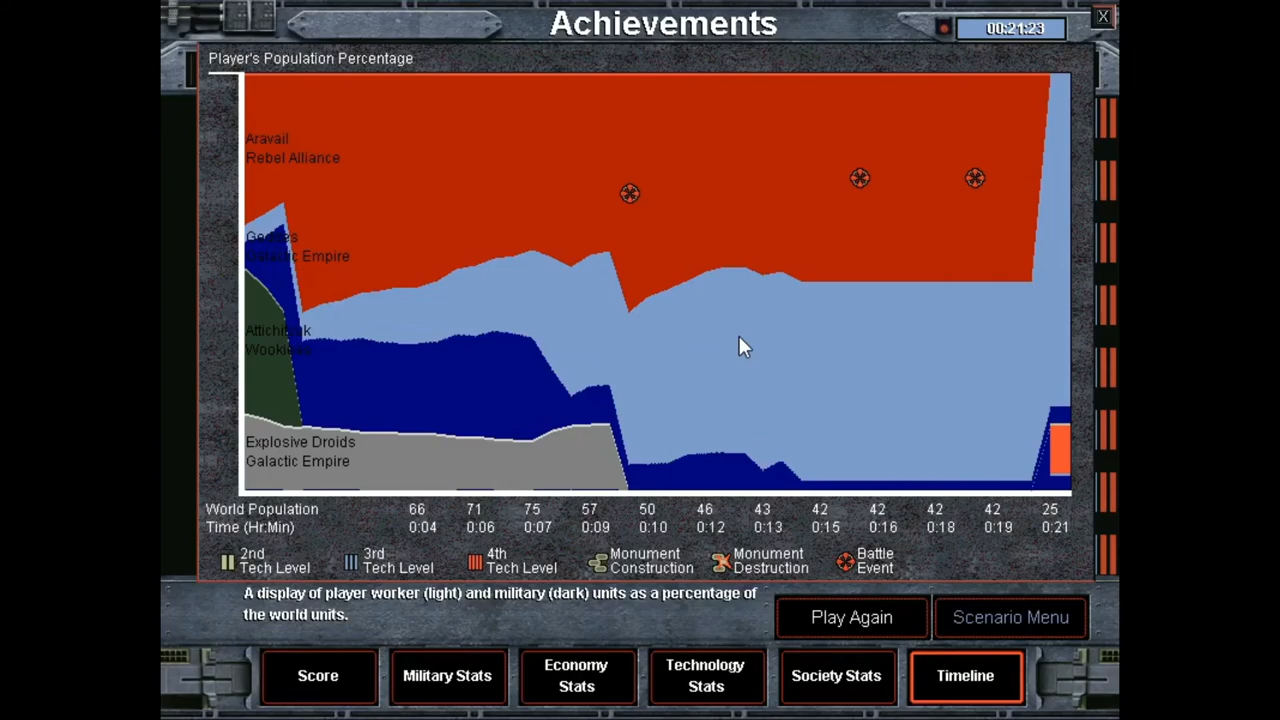 Achievements
00:21:23
X
Player's Population Percentage
Aravail
Rebel Alliance
Galactic Empire
Explosive Droids
Galactic Empire
World Population 66 71 75 57 50 46 43 42 42 42 42 25
Time (Hr:Min) 0:04 0:06 0:07 0:09 0:10 0:12 0:13 0:15 0:16 0:18 0:19 0:21
2nd Tech Level
3rd Tech Level
4th Tech Level
Monument Construction
Monument Destruction
Battle Event
A display of player worker (light) and military (dark) units as a percentage of
the world units.
Play Again
Scenario Menu
Score
Military Stats
Economy Stats
Technology Stats
Society Stats
Timeline